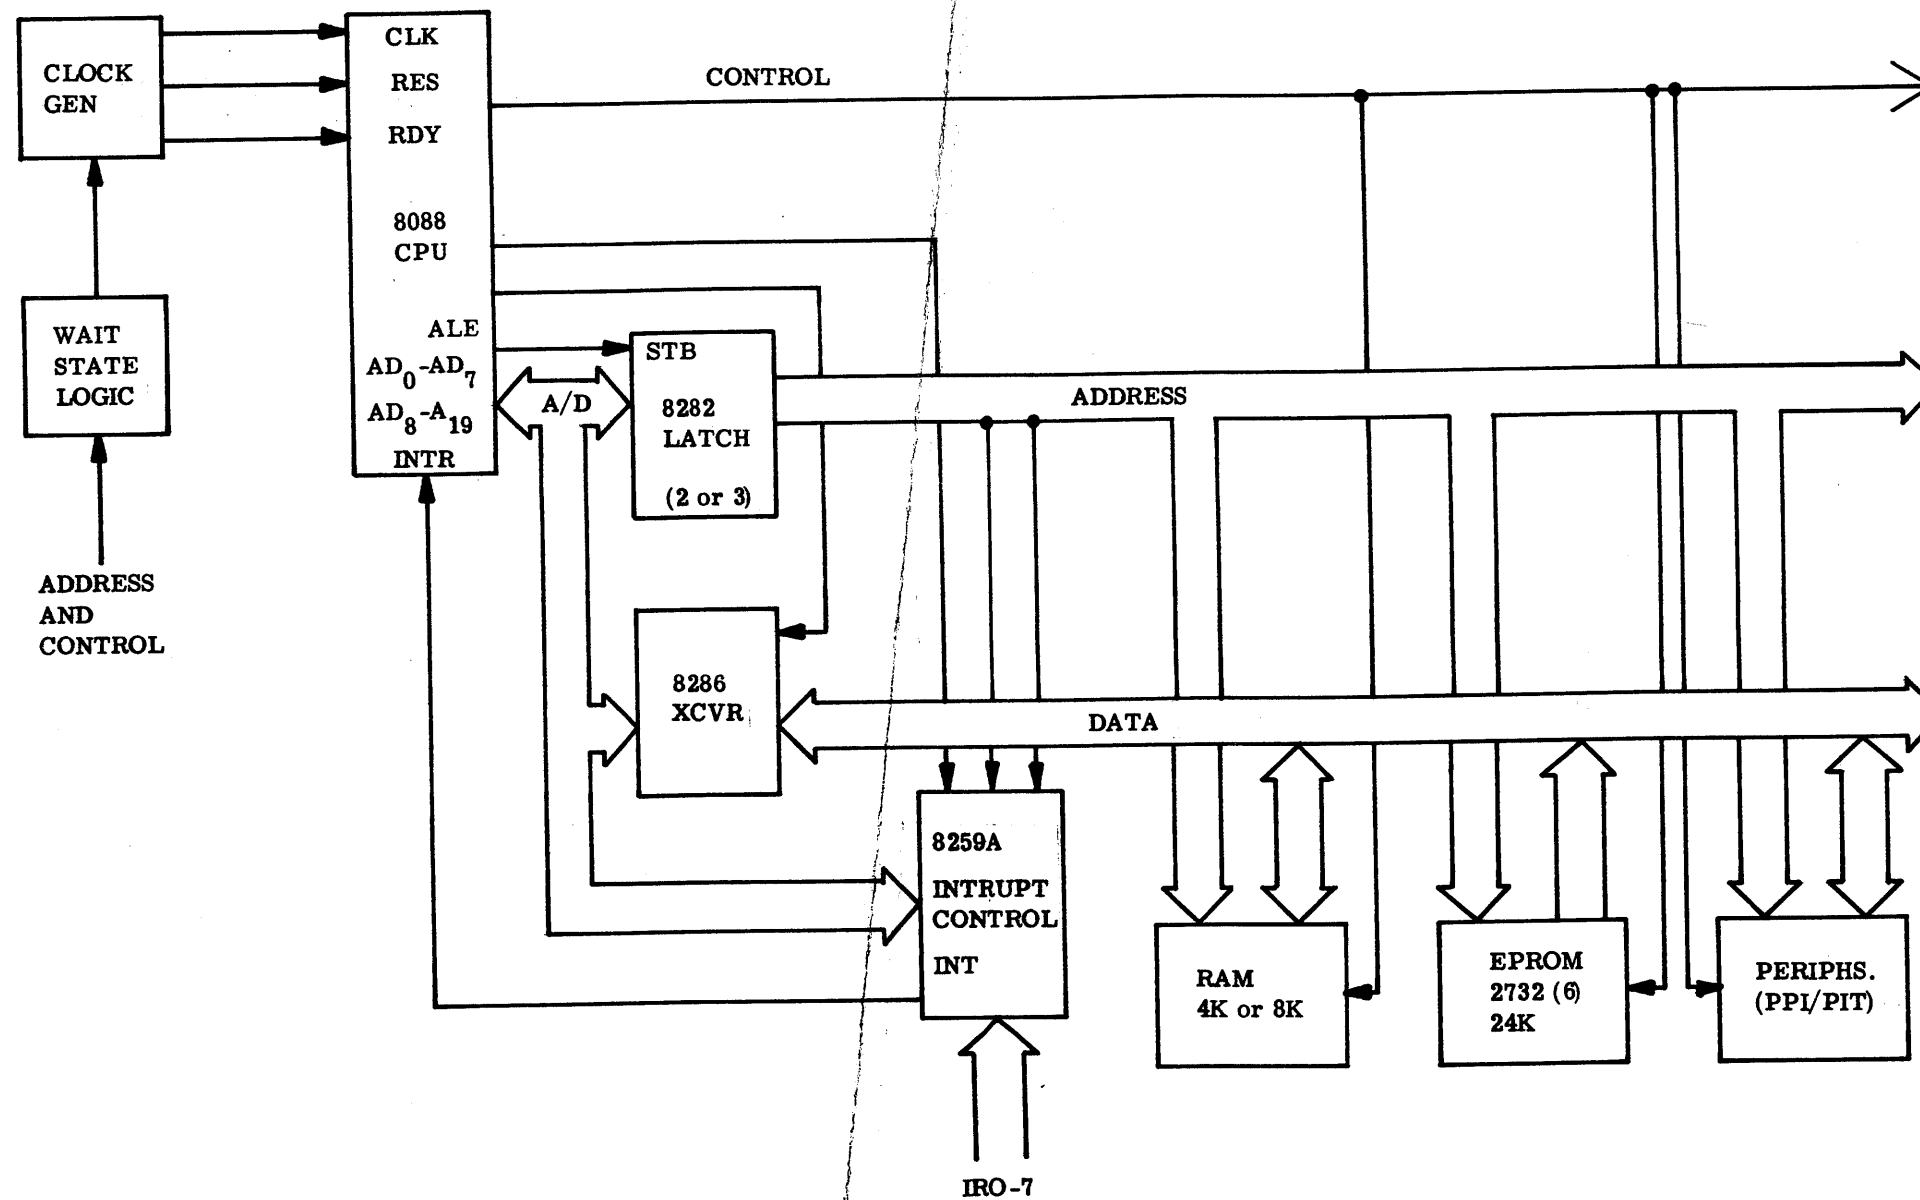 CLOCK
GEN
CLK
RES
RDY
8088
CPU
ALE
AD0-AD7
AD8-A19
INTR
CONTROL
WAIT
STATE
LOGIC
ADDRESS
AND
CONTROL
A/D
STB
8282
LATCH
(2 or 3)
ADDRESS
8286
XCVR
DATA
8259A
INTRUPT
CONTROL
INT
IRO-7
RAM
4K or 8K
EPROM
2732 (6)
24K
PERIPHS.
(PPI/PIT)